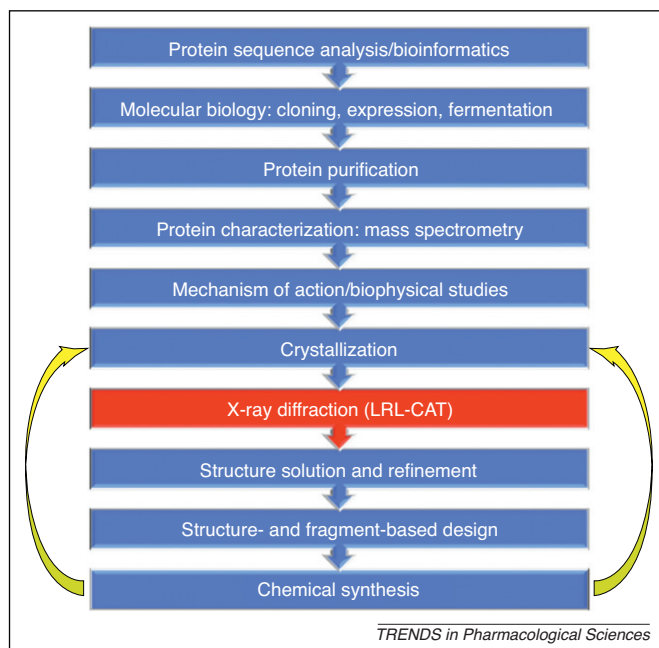 Protein sequence analysis/bioinformatics
Molecular biology: cloning, expression, fermentation
Protein purification
Protein characterization: mass spectrometry
Mechanism of action/biophysical studies
Crystallization
X-ray diffraction (LRL-CAT)
Structure solution and refinement
Structure- and fragment-based design
Chemical synthesis
TRENDS in Pharmacological Sciences